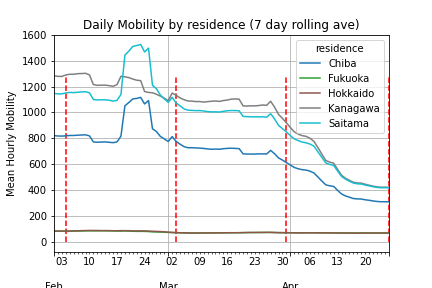 Daily Mobility by residence (7 day rolling ave)
1600
1400
1200
1000
800
600
400
200
0
Mean Hourly Mobility
residence
Chiba
Fukuoka
Hokkaido
Kanagawa
Saitama
03 10 17 24 02 09 16 23 30 06 13 20
Feb Mar Apr